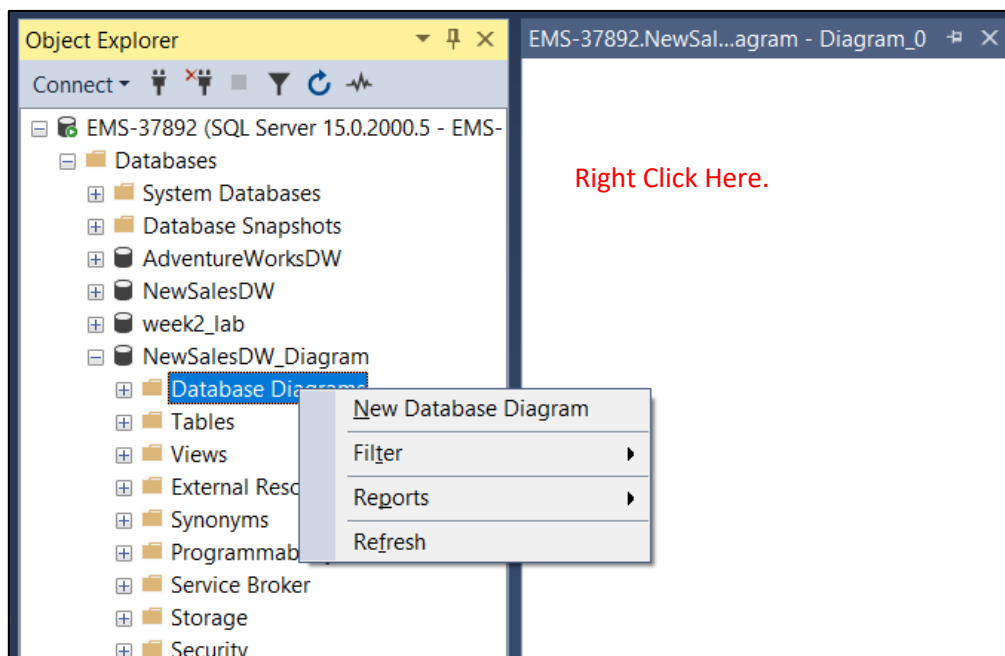 Object Explorer
EMS-37892.NewSal...agram - Diagram_0
Connect
EMS-37892 (SQL Server 15.0.2000.5 - EMS-
Databases
Right Click Here.
System Databases
Database Snapshots
AdventureWorksDW
NewSalesDW
week2_lab
NewSalesDW_Diagram
Database Diagrams
New Database Diagram
Tables
Filter
Views
External Reso
Reports
Synonyms
Refresh
Programmab
Service Broker
Storage
Security